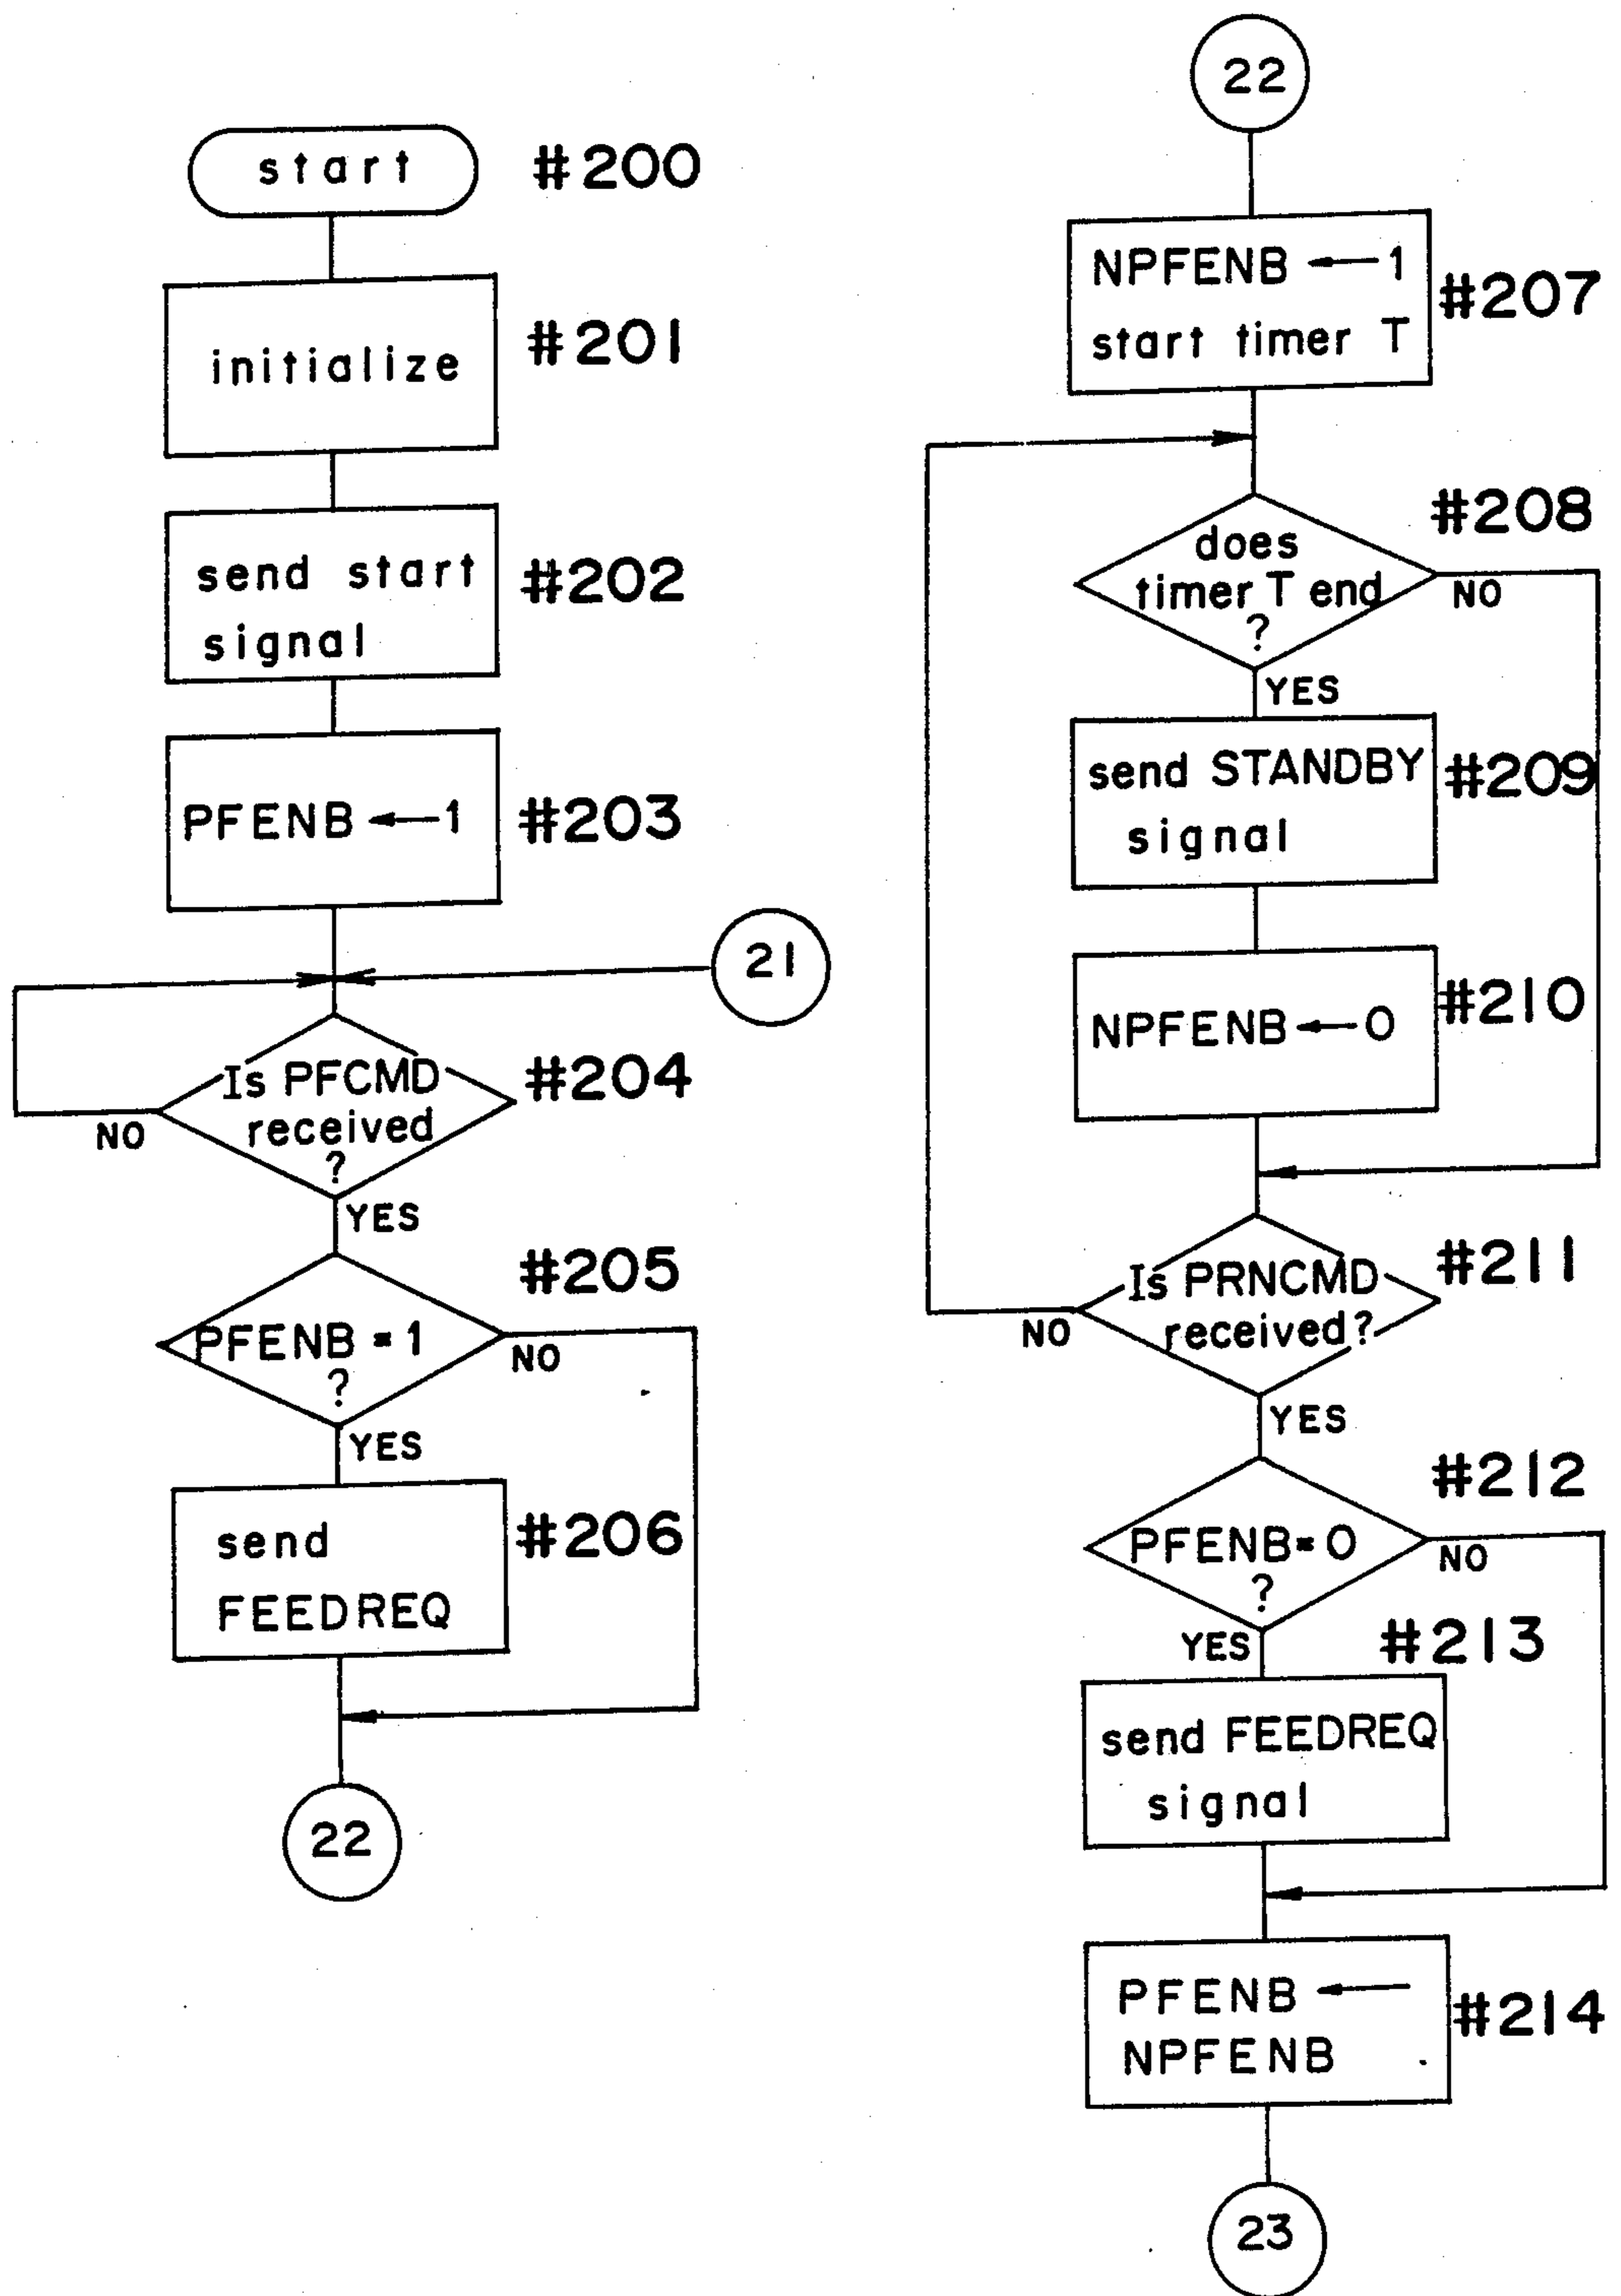 start
#200
initialize
#201
send start
signal
#202
PFENB ← 1
#203
21
Is PFCMD
received
?
#204
NO
YES
#205
PFENB = 1
?
NO
YES
send
FEEDREQ
#206
22
22
NPFENB ← 1
start timer T
#207
#208
does
timer T end
?
NO
YES
send STANDBY
signal
#209
NPFENB ← 0
#210
Is PRNCMD
received?
#211
NO
YES
#212
PFENB = 0
?
NO
YES
#213
send FEEDREQ
signal
PFENB ←
NPFENB
#214
23